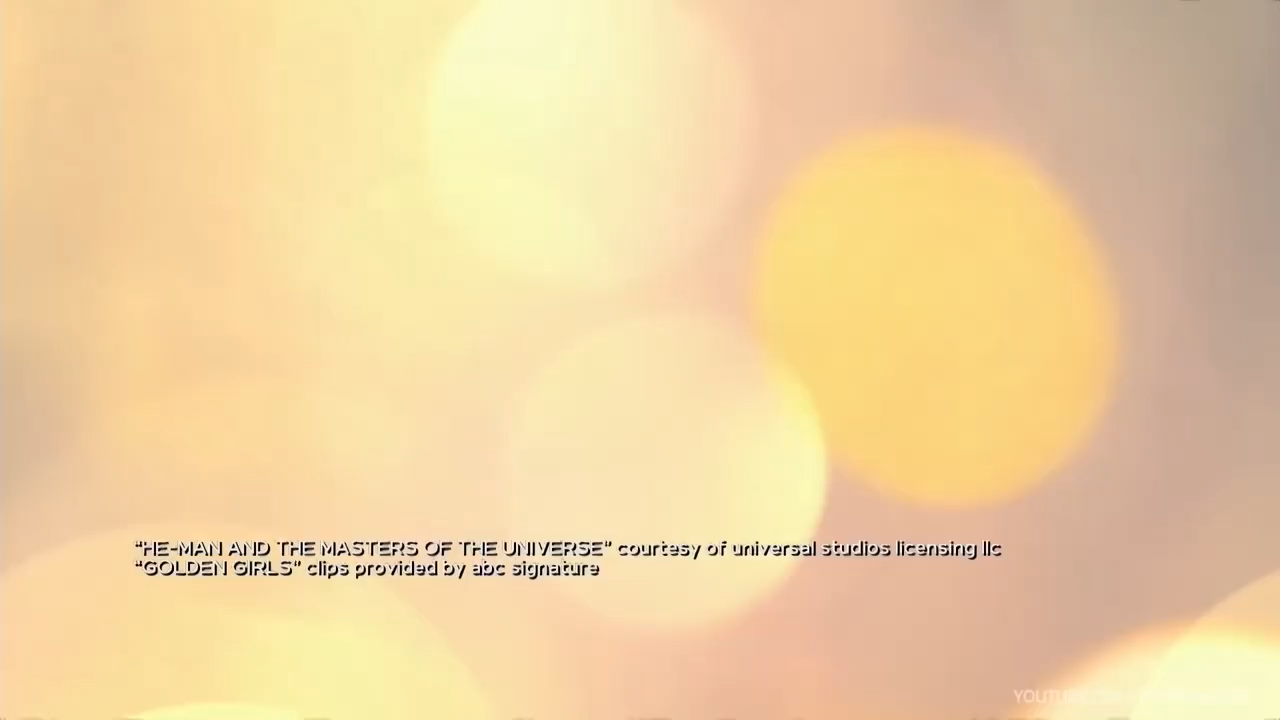 "HE-MAN AND THE MASTERS OF THE UNIVERSE" courtesy of universal studios licensing llc
"GOLDEN GIRLS" clips provided by abc signature